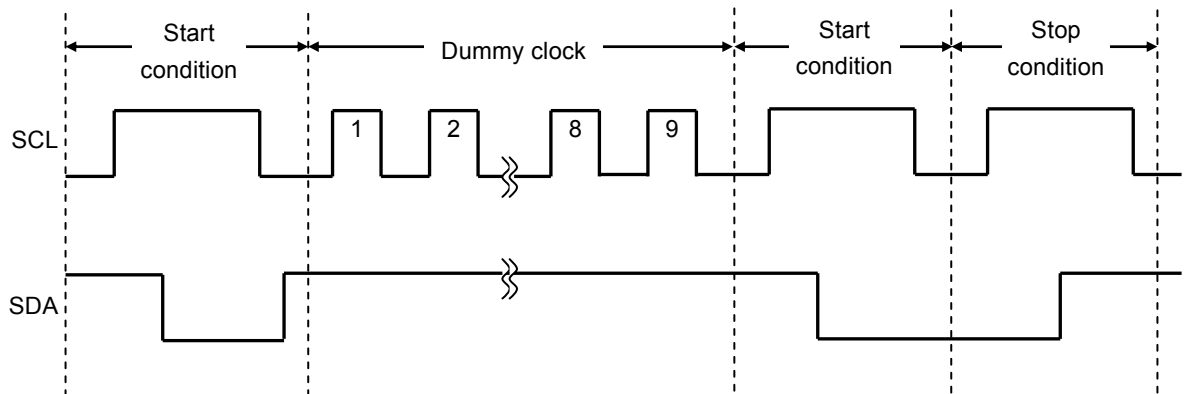 Start
condition
Dummy clock
Start
condition
Stop
condition
SCL
1 2 8 9
SDA